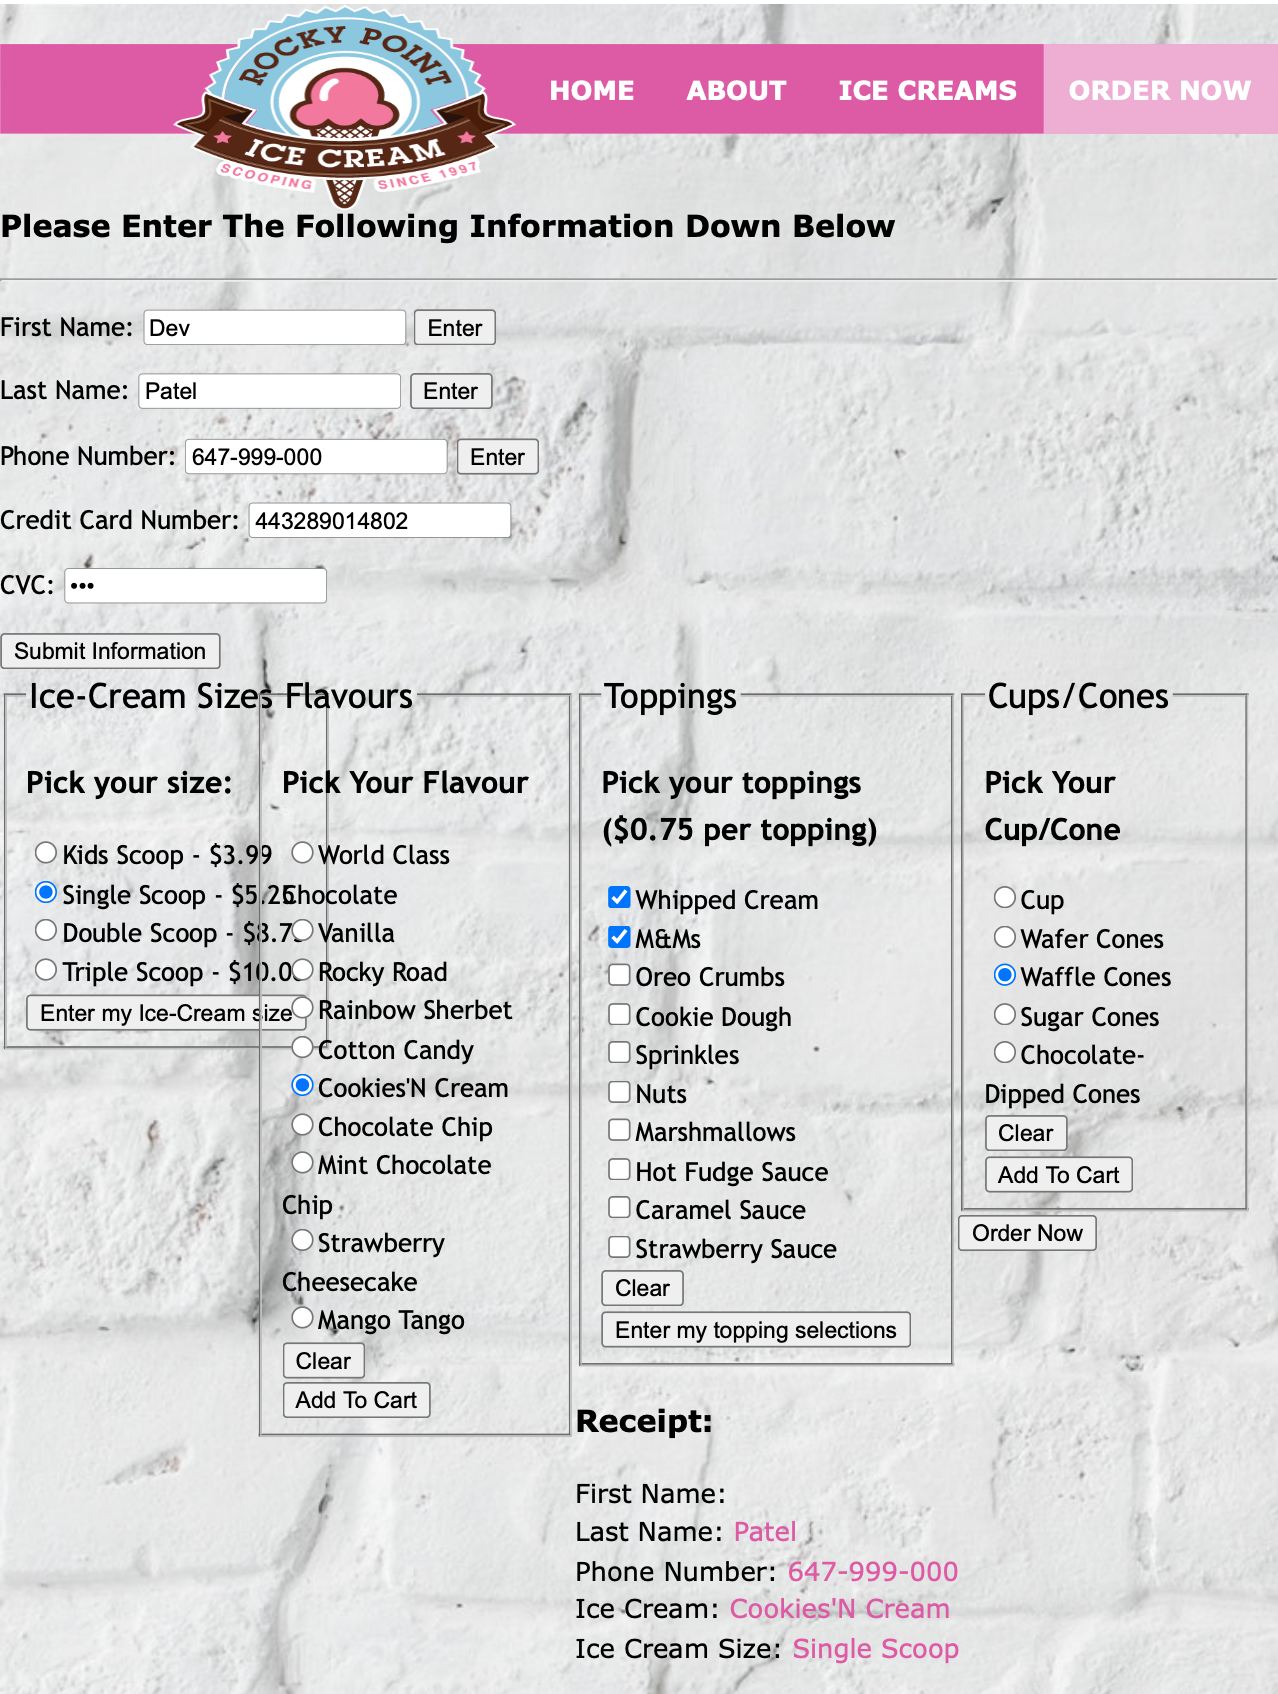 ROCKY POINT
ICE CREAM
SCOOPING SINCE 1997
HOME ABOUT ICE CREAMS ORDER NOW
Please Enter The Following Information Down Below
First Name: Dev Enter
Last Name: Patel Enter
Phone Number: 647-999-000 Enter
Credit Card Number: 443289014802
CVC: •••
Submit Information
Ice-Cream Sizes
Pick your size:
Kids Scoop - $3.99
Single Scoop - $5.25
Double Scoop - $8.7
Triple Scoop - $10.0
Enter my Ice-Cream size
Flavours
Pick Your Flavour
World Class
Chocolate
Vanilla
Rocky Road
Rainbow Sherbet
Cotton Candy
Cookies'N Cream
Chocolate Chip
Mint Chocolate
Chip
Strawberry
Cheesecake
Mango Tango
Clear
Add To Cart
Toppings
Pick your toppings
($0.75 per topping)
Whipped Cream
M&Ms
Oreo Crumbs
Cookie Dough
Sprinkles
Nuts
Marshmallows
Hot Fudge Sauce
Caramel Sauce
Strawberry Sauce
Clear
Enter my topping selections
Cups/Cones
Pick Your
Cup/Cone
Cup
Wafer Cones
Waffle Cones
Sugar Cones
Chocolate-
Dipped Cones
Clear
Add To Cart
Order Now
Receipt:
First Name:
Last Name: Patel
Phone Number: 647-999-000
Ice Cream: Cookies'N Cream
Ice Cream Size: Single Scoop